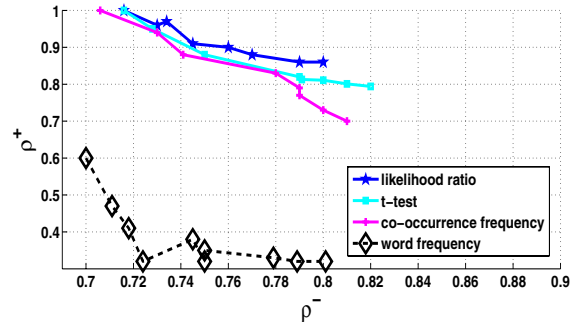 1
0.9
0.8
0.7
0.6
0.5
0.4
ρ+
likelihood ratio
t-test
co-occurrence frequency
word frequency
0.7 0.72 0.74 0.76 0.78 0.8 0.82 0.84 0.86 0.88 0.9
ρ−